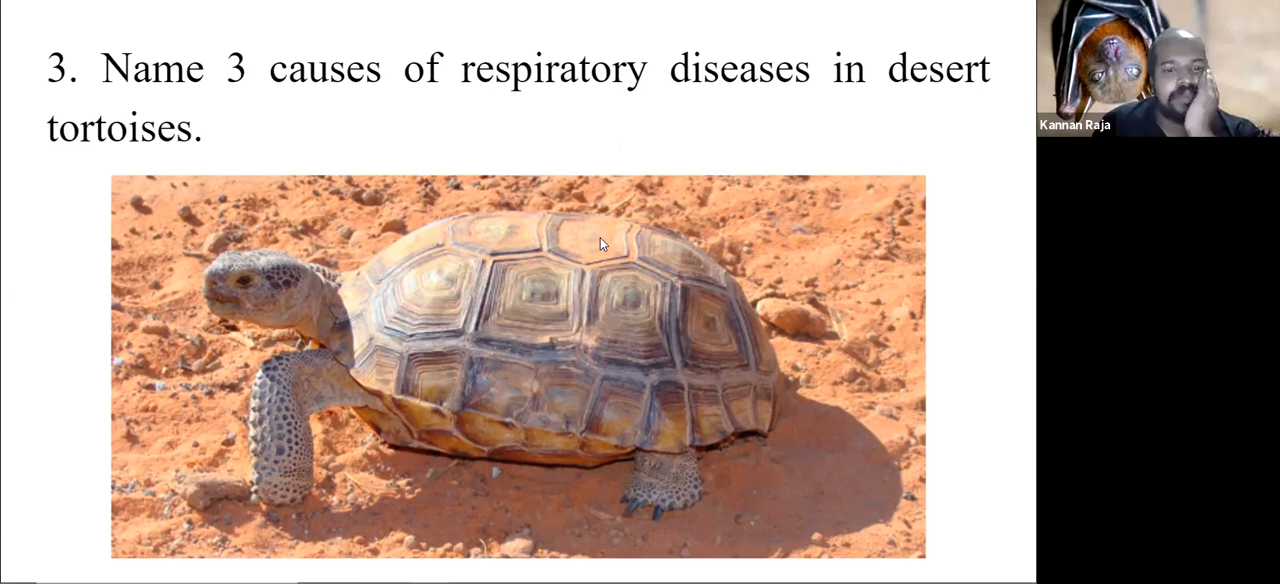 3. Name 3 causes of respiratory diseases in desert
tortoises.
Kannan Raja